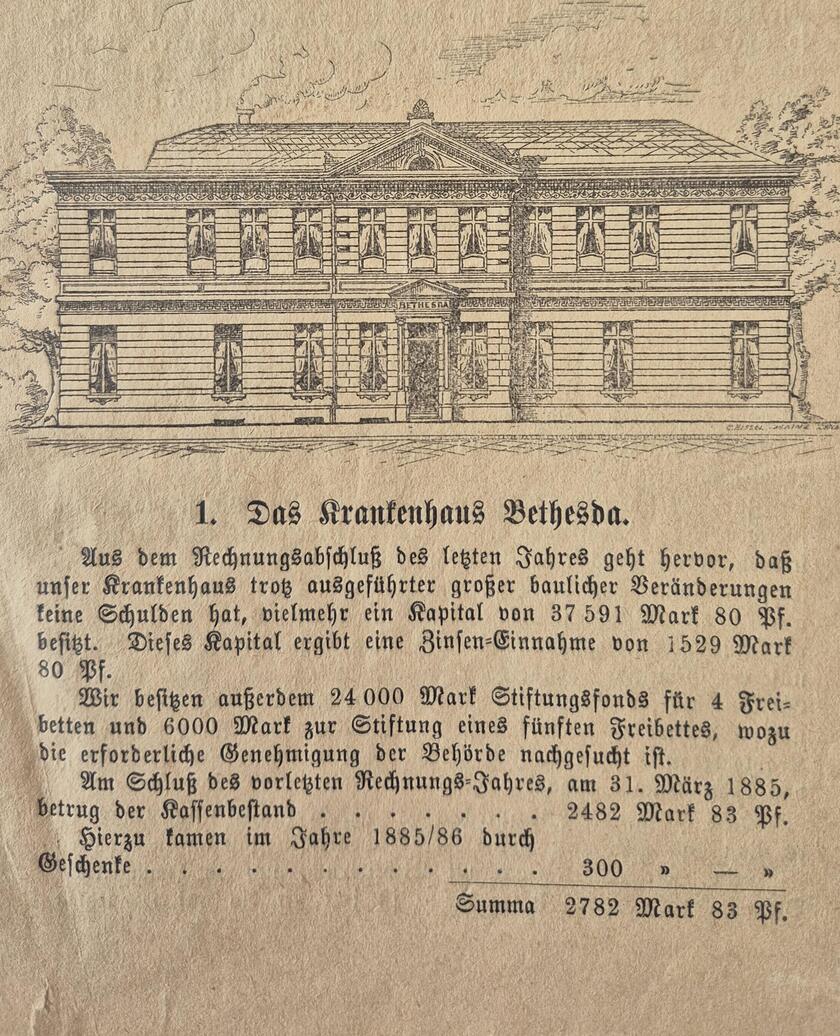 BETHESDA
1. Das Krankenhaus Bethesda.
Aus dem Rechnungsabschluß des letzten Jahres geht hervor, daß
unser Krankenhaus trotz ausgeführter großer baulicher Veränderungen
keine Schulden hat, vielmehr ein Kapital von 37 591 Mark 80 Pf.
besitzt. Dieses Kapital ergibt eine Zinsen-Einnahme von 1529 Mark
80 Pf.
Wir besitzen außerdem 24 000 Mark Stiftungsfonds für 4 Frei-
betten und 6000 Mark zur Stiftung eines fünften Freibettes, wozu
die erforderliche Genehmigung der Behörde nachgesucht ist.
Am Schluß des vorletzten Rechnungs-Jahres, am 31. März 1885,
betrug der Kassenbestand . . . . . . . 2482 Mark 83 Pf.
Hierzu kamen im Jahre 1885/86 durch
Geschenke . . . . . . . . . . . . 300 „ — „
Summa 2782 Mark 83 Pf.